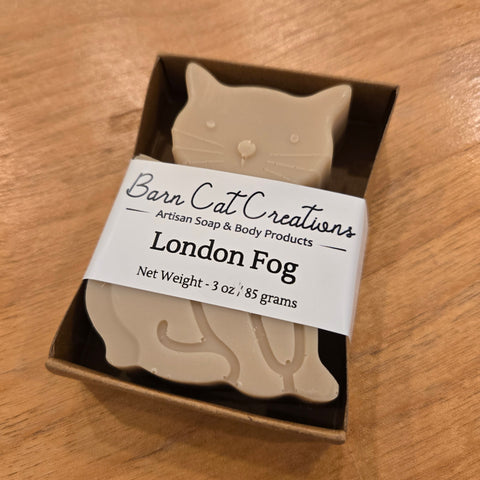 Barn Cat Creations
Artisan Soap & Body Products
London Fog
Net Weight - 3 oz / 85 grams